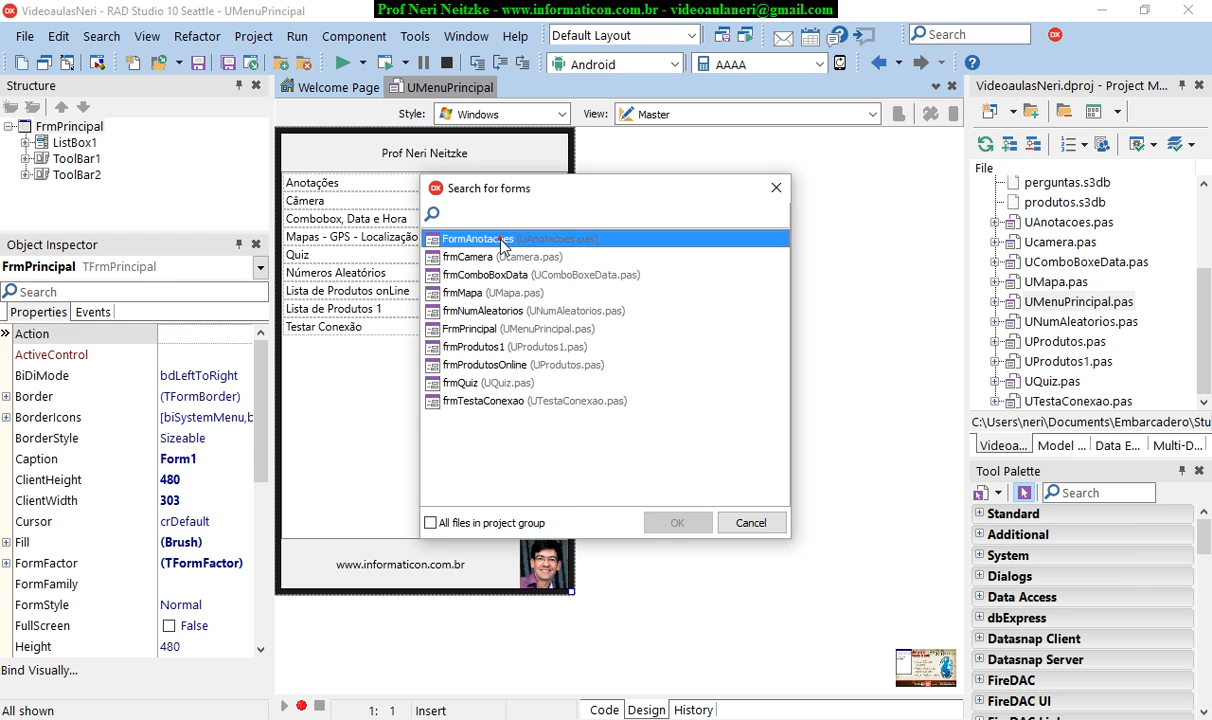 VideoaulasNeri - RAD Studio 10 Seattle - UMenuPrincipal
Prof Neri Neitzke - www.informaticon.com.br - videoaulaneri@gmail.com
File Edit Search View Refactor Project Run Component Tools Window Help
Default Layout
Search
Android
AAAA
Structure
FrmPrincipal
ListBox1
ToolBar1
ToolBar2
Object Inspector
FrmPrincipal TFrmPrincipal
Search
Properties Events
Action
ActiveControl
BiDiMode bdLeftToRight
Border (TFormBorder)
BorderIcons [biSystemMenu,b
BorderStyle Sizeable
Caption Form1
ClientHeight 480
ClientWidth 303
Cursor crDefault
Fill (Brush)
FormFactor (TFormFactor)
FormFamily
FormStyle Normal
FullScreen False
Height 480
Bind Visually...
All shown
Welcome Page UMenuPrincipal
Style: Windows View: Master
Prof Neri Neitzke
Anotações
Câmera
Combobox, Data e Hora
Mapas - GPS - Localização
Quiz
Números Aleatórios
Lista de Produtos onLine
Lista de Produtos 1
Testar Conexão
www.informaticon.com.br
Search for forms
FormAnotacoes (UAnotacoes.pas)
frmCamera (Ucamera.pas)
frmComboBoxData (UComboBoxeData.pas)
frmMapa (UMapa.pas)
frmNumAleatorios (UNumAleatorios.pas)
FrmPrincipal (UMenuPrincipal.pas)
frmProdutos1 (UProdutos1.pas)
frmProdutosOnline (UProdutos.pas)
frmQuiz (UQuiz.pas)
frmTestaConexao (UTestaConexao.pas)
All files in project group
OK
Cancel
1: 1 Insert
Code Design History
VideoaulasNeri.dproj - Project M...
File
perguntas.s3db
produtos.s3db
UAnotacoes.pas
Ucamera.pas
UComboBoxeData.pas
UMapa.pas
UMenuPrincipal.pas
UNumAleatorios.pas
UProdutos.pas
UProdutos1.pas
UQuiz.pas
UTestaConexao.pas
C:\Users\neri\Documents\Embarcadero\Stu
Videoa... Model ... Data E... Multi-D...
Tool Palette
Search
Standard
Additional
System
Dialogs
Data Access
dbExpress
Datasnap Client
Datasnap Server
FireDAC
FireDAC UI